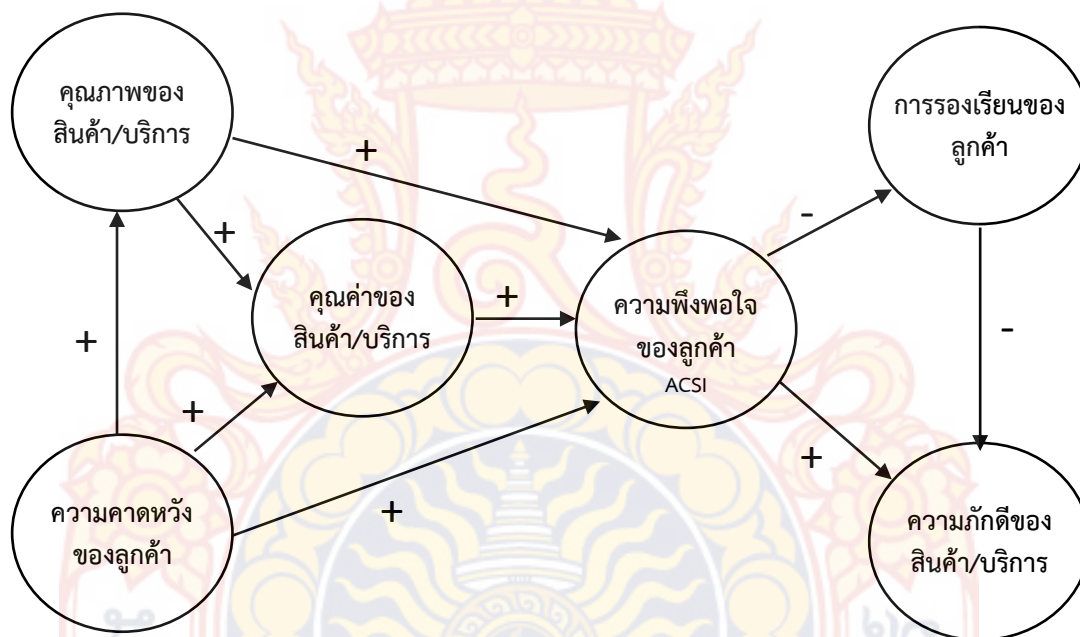 คุณภาพของ
สินค้า/บริการ
การรองเรียนของ
ลูกค้า
+
-
+
คุณค่าของ
สินค้า/บริการ
+
ความพึงพอใจ
ของลูกค้า
ACSI
+
-
+
+
+
ความคาดหวัง
ของลูกค้า
ความภักดีของ
สินค้า/บริการ